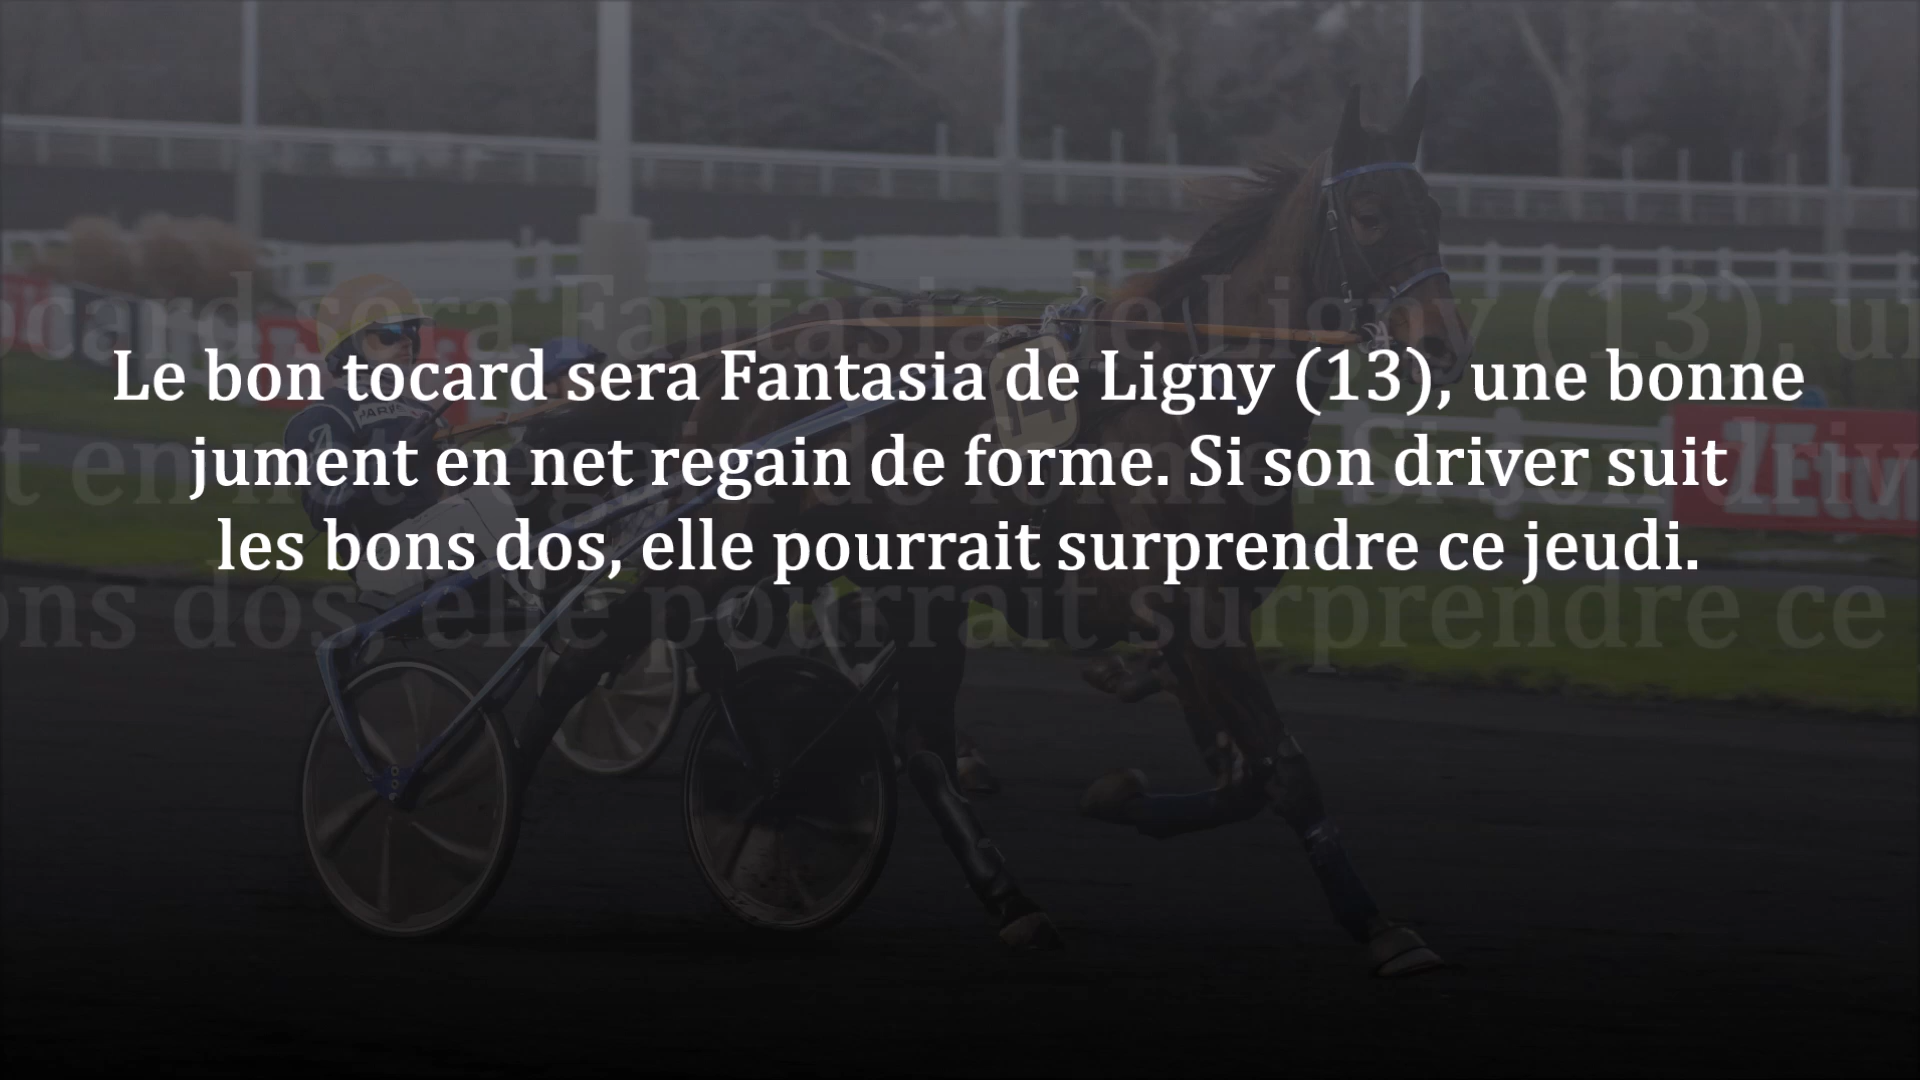 Le bon tocard sera Fantasia de Ligny (13), une bonne
jument en net regain de forme. Si son driver suit
les bons dos, elle pourrait surprendre ce jeudi.
ZEtur